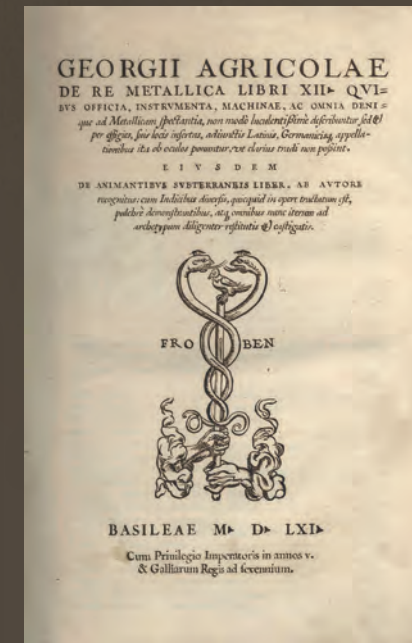 GEORGII AGRICOLAE
DE RE METALLICA LIBRI XII▸ QVI=
BVS OFFICIA, INSTRVMENTA, MACHINAE, AC OMNIA DENI=
que ad Metallicam spectantia, non modò luculentissimè describuntur, sed &
per effigies, suis locis insertas, adiunctis Latinis, Germanicisq; appella-
tionibus ita ob oculos ponuntur, ut clarius tradi non possint.
EIVSDEM
DE ANIMANTIBVS SVBTERRANEIS LIBER, AB AVTORE
recognitus: cum Indicibus diuersis, quicquid in opere tractatum est,
pulchrè demonstrantibus, atq; omnibus nunc iterum ad
archetypum diligenter restitutis & castigatis.
FRO BEN
BASILEAE M▸ D▸ LXI▸
Cum Priuilegio Imperatoris in annos v.
& Galliarum Regis ad sexennium.